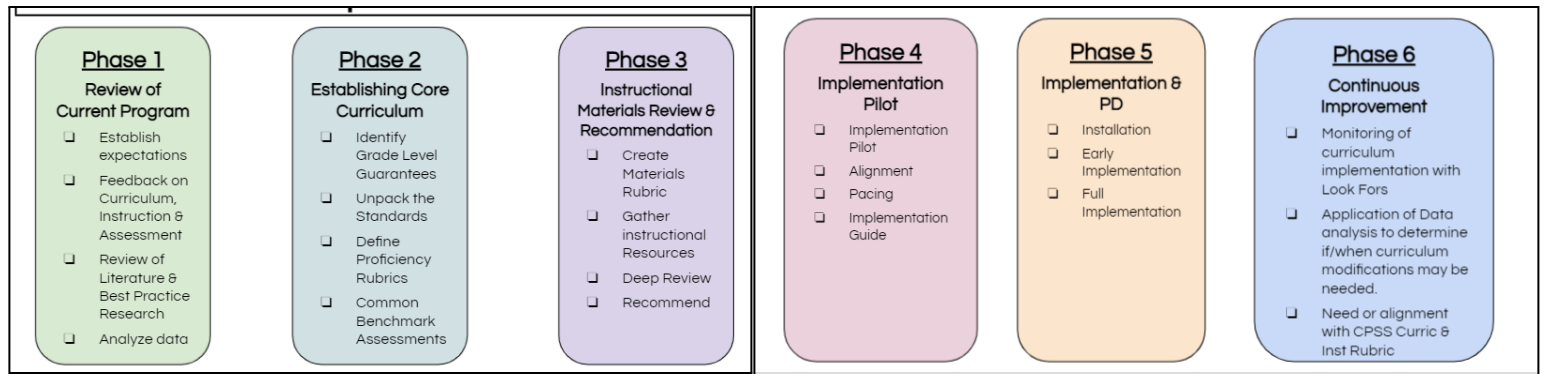 Phase 1
Review of
Current Program
❏ Establish
expectations
❏ Feedback on
Curriculum,
Instruction &
Assessment
❏ Review of
Literature &
Best Practice
Research
❏ Analyze data
Phase 2
Establishing Core
Curriculum
❏ Identify
Grade Level
Guarantees
❏ Unpack the
Standards
❏ Define
Proficiency
Rubrics
❏ Common
Benchmark
Assessments
Phase 3
Instructional
Materials Review &
Recommendation
❏ Create
Materials
Rubric
❏ Gather
instructional
Resources
❏ Deep Review
❏ Recommend
Phase 4
Implementation
Pilot
❏ Implementation
Pilot
❏ Alignment
❏ Pacing
❏ Implementation
Guide
Phase 5
Implementation &
PD
❏ Installation
❏ Early
Implementation
❏ Full
Implementation
Phase 6
Continuous
Improvement
❏ Monitoring of
curriculum
implementation with
Look Fors
❏ Application of Data
analysis to determine
if/when curriculum
modifications may be
needed.
❏ Need or alignment
with CPSS Curric &
Inst Rubric